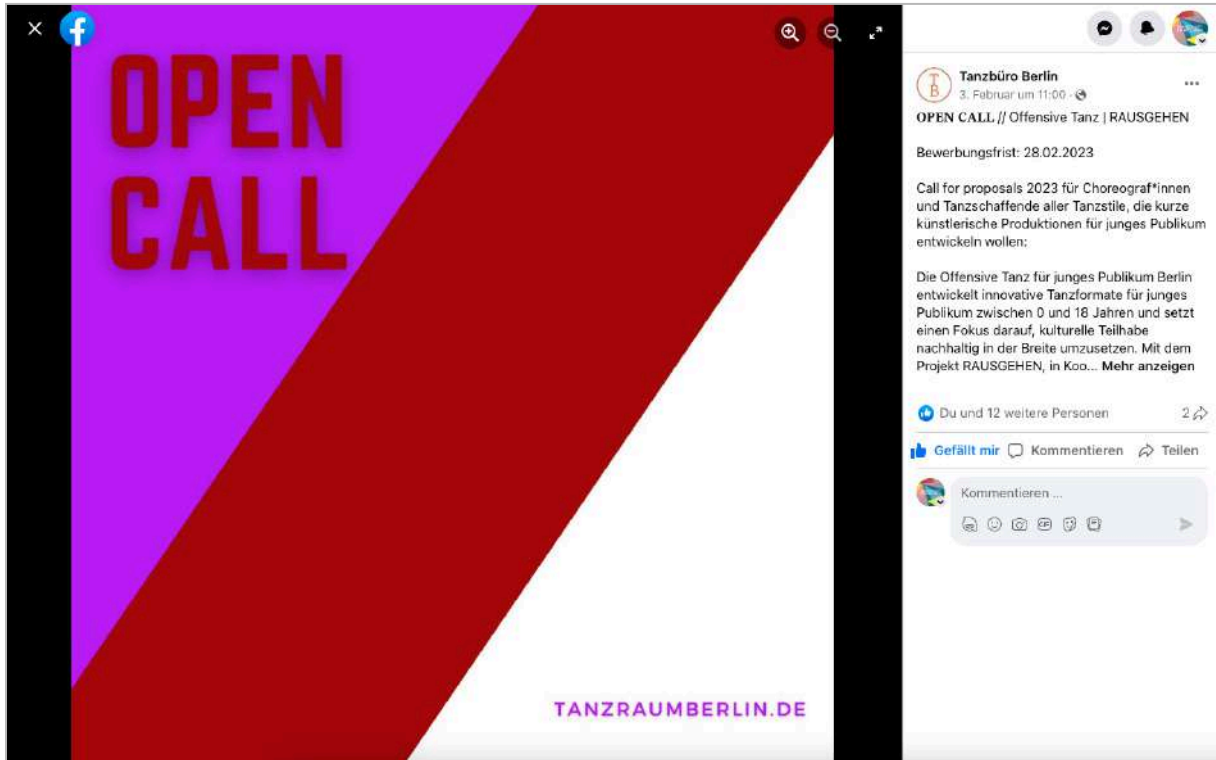 OPEN
CALL
TANZRAUMBERLIN.DE
Tanzbüro Berlin
3. Februar um 11:00 ·
OPEN CALL // Offensive Tanz | RAUSGEHEN
Bewerbungsfrist: 28.02.2023
Call for proposals 2023 für Choreograf*innen
und Tanzschaffende aller Tanzstile, die kurze
künstlerische Produktionen für junges Publikum
entwickeln wollen:
Die Offensive Tanz für junges Publikum Berlin
entwickelt innovative Tanzformate für junges
Publikum zwischen 0 und 18 Jahren und setzt
einen Fokus darauf, kulturelle Teilhabe
nachhaltig in der Breite umzusetzen. Mit dem
Projekt RAUSGEHEN, in Koo... Mehr anzeigen
Du und 12 weitere Personen 2
Gefällt mir Kommentieren Teilen
Kommentieren ...
GIF